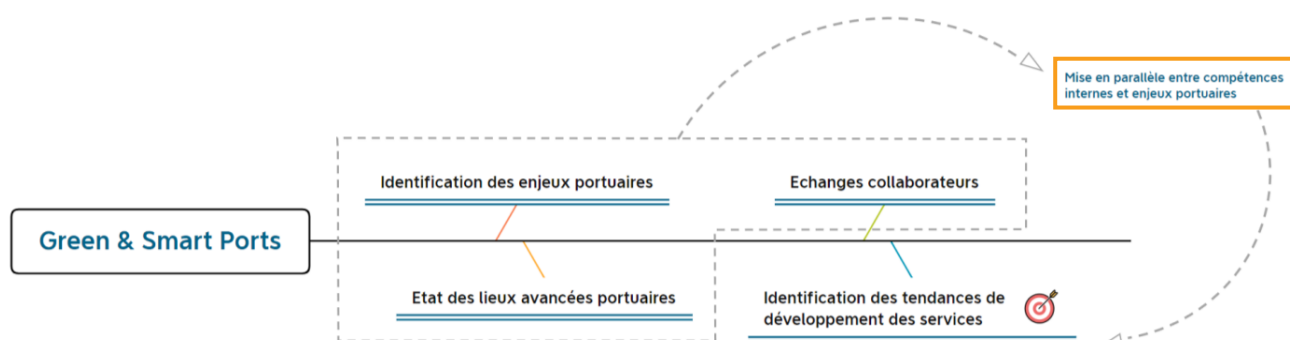 Mise en parallèle entre compétences
internes et enjeux portuaires
Identification des enjeux portuaires
Echanges collaborateurs
Green & Smart Ports
Etat des lieux avancées portuaires
Identification des tendances de
développement des services